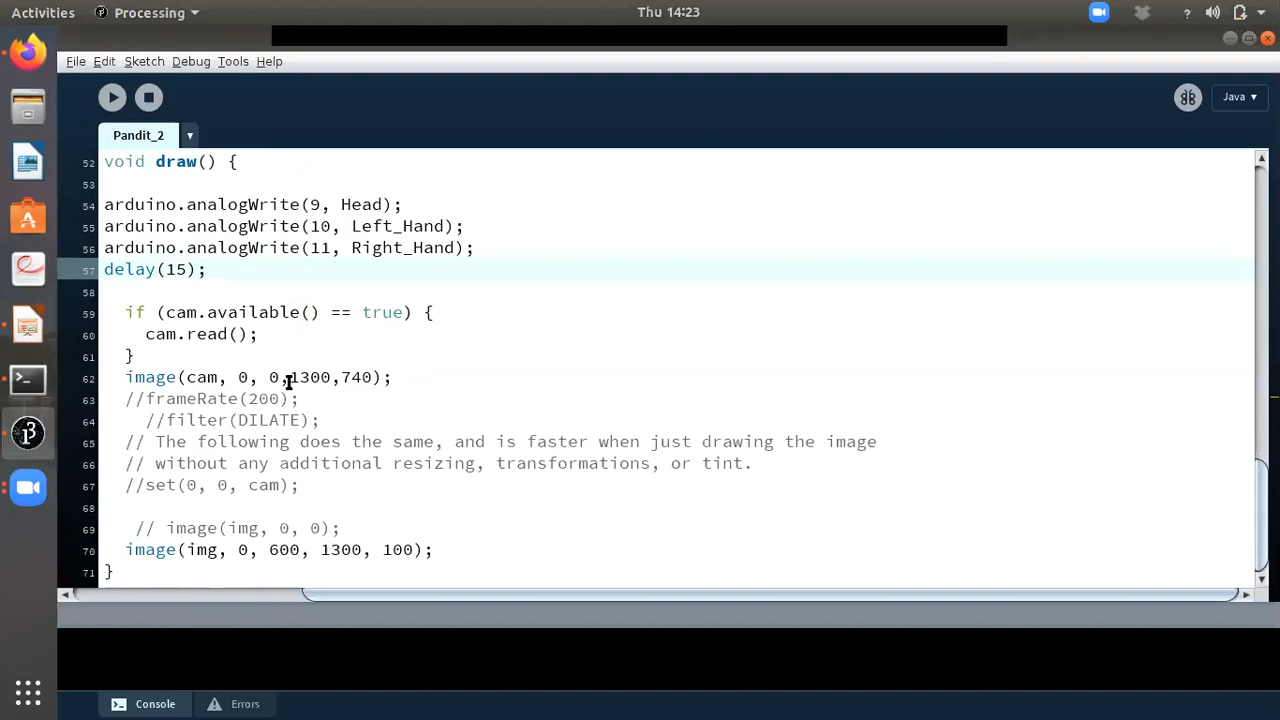 Activities Processing Thu 14:23 ?
File Edit Sketch Debug Tools Help
Java
Pandit_2
52 void draw() {
53
54 arduino.analogWrite(9, Head);
55 arduino.analogWrite(10, Left_Hand);
56 arduino.analogWrite(11, Right_Hand);
57 delay(15);
58
59 if (cam.available() == true) {
60 cam.read();
61 }
62 image(cam, 0, 0,1300,740);
63 //frameRate(200);
64 //filter(DILATE);
65 // The following does the same, and is faster when just drawing the image
66 // without any additional resizing, transformations, or tint.
67 //set(0, 0, cam);
68
69 // image(img, 0, 0);
70 image(img, 0, 600, 1300, 100);
71 }
Console Errors